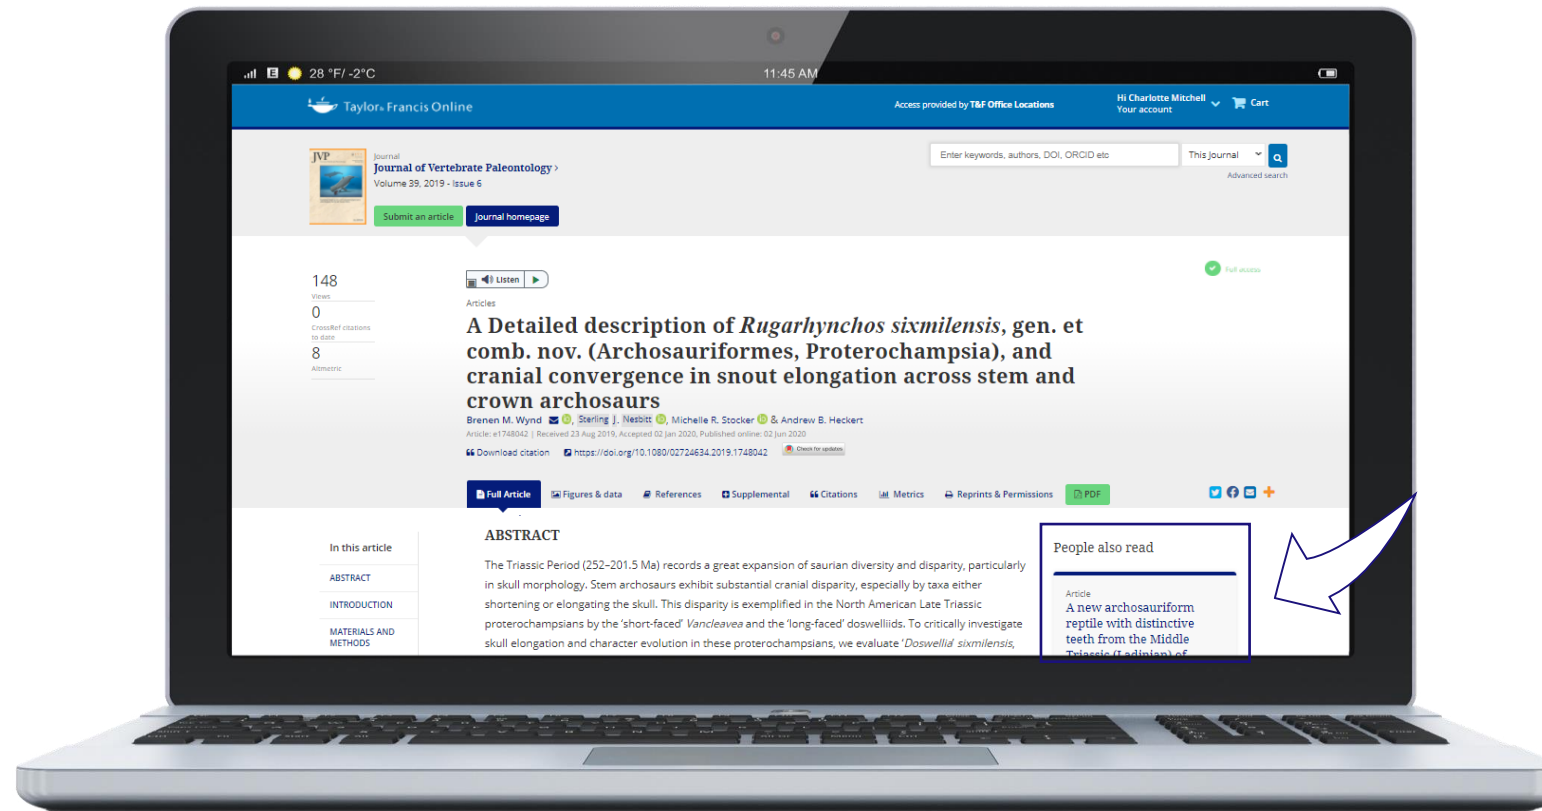 28 °F/ -2°C
11:45 AM
Taylor & Francis Online
Access provided by T&F Office Locations
Hi Charlotte Mitchell
Your account
Cart
JVP
Journal
Journal of Vertebrate Paleontology >
Volume 39, 2019 - Issue 6
Submit an article
Journal homepage
Enter keywords, authors, DOI, ORCID etc
This Journal
Advanced search
148
Views
0
CrossRef citations
to date
8
Altmetric
Listen
Full access
Articles
A Detailed description of Rugarhynchos sixmilensis, gen. et
comb. nov. (Archosauriformes, Proterochampsia), and
cranial convergence in snout elongation across stem and
crown archosaurs
Brenen M. Wynd, Sterling J. Nesbitt, Michelle R. Stocker & Andrew B. Heckert
Article: e1748042 | Received 23 Aug 2019, Accepted 02 Jan 2020, Published online: 02 Jun 2020
Download citation https://doi.org/10.1080/02724634.2019.1748042 Check for updates
Full Article Figures & data References Supplemental Citations Metrics Reprints & Permissions PDF
In this article
ABSTRACT
INTRODUCTION
MATERIALS AND
METHODS
ABSTRACT
The Triassic Period (252–201.5 Ma) records a great expansion of saurian diversity and disparity, particularly
in skull morphology. Stem archosaurs exhibit substantial cranial disparity, especially by taxa either
shortening or elongating the skull. This disparity is exemplified in the North American Late Triassic
proterochampsians by the ‘short-faced’ Vancleavea and the ‘long-faced’ doswelliids. To critically investigate
skull elongation and character evolution in these proterochampsians, we evaluate ‘Doswellia’ sixmilensis,
People also read
Article
A new archosauriform
reptile with distinctive
teeth from the Middle
Triassic (Ladinian) of